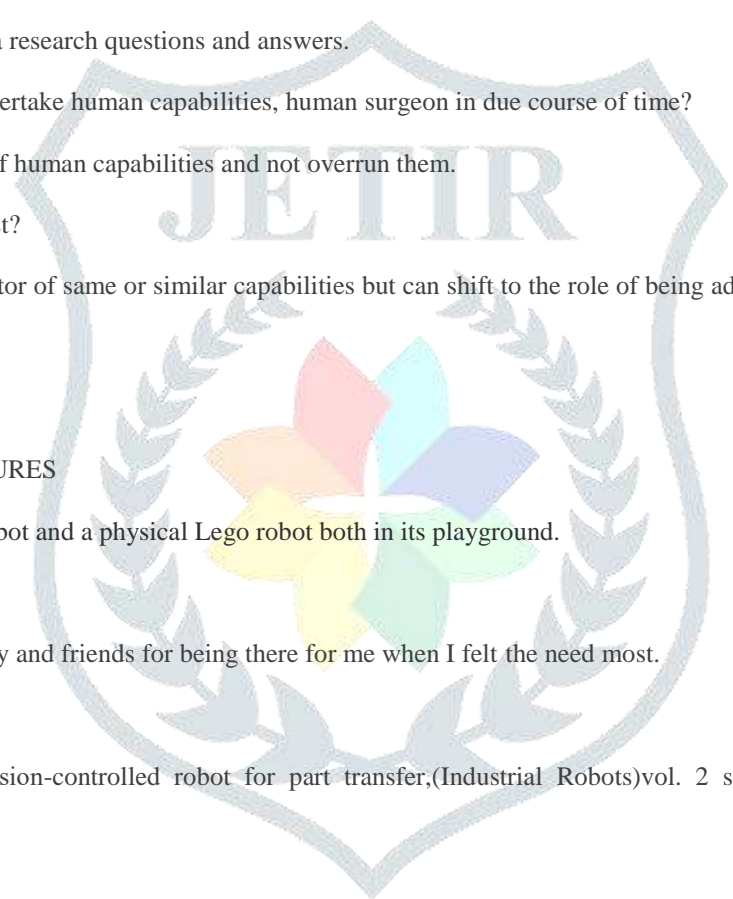 research questions and answers.
ertake human capabilities, human surgeon in due course of time?
f human capabilities and not overrun them.
t?
tor of same or similar capabilities but can shift to the role of being ad
JETIR
URES
bot and a physical Lego robot both in its playground.
y and friends for being there for me when I felt the need most.
sion-controlled robot for part transfer,(Industrial Robots)vol. 2 s